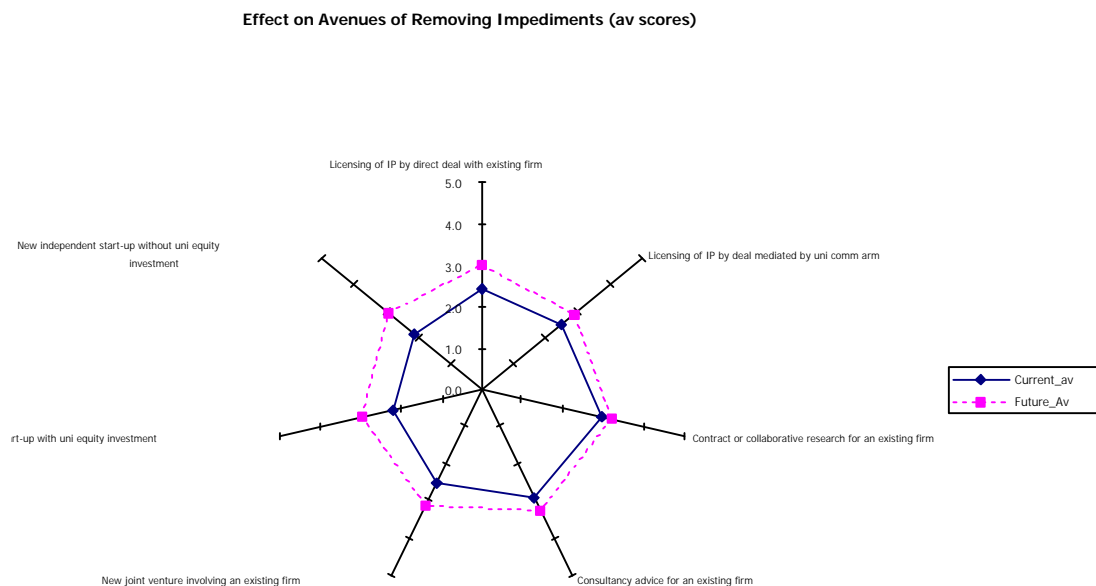 Effect on Avenues of Removing Impediments (av scores)
Licensing of IP by direct deal with existing firm
5.0
4.0
3.0
2.0
1.0
0.0
New independent start-up without uni equity
investment
Licensing of IP by deal mediated by uni comm arm
Current_av
Future_Av
rt-up with uni equity investment
Contract or collaborative research for an existing firm
New joint venture involving an existing firm
Consultancy advice for an existing firm